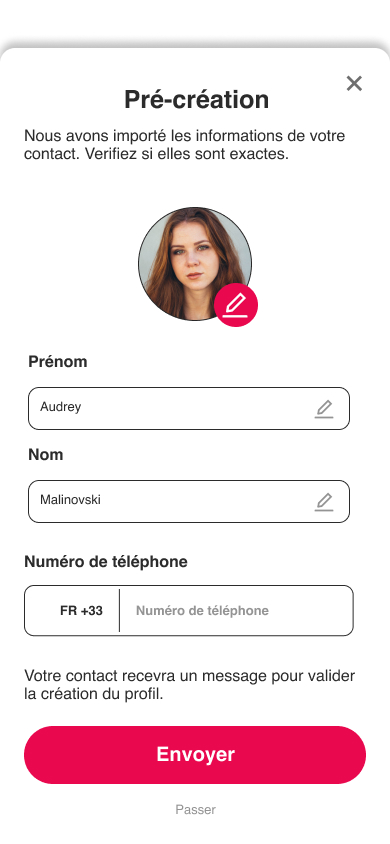 Pré-création
Nous avons importé les informations de votre
contact. Verifiez si elles sont exactes.
Prénom
Audrey
Nom
Malinovski
Numéro de téléphone
FR +33 Numéro de téléphone
Votre contact recevra un message pour valider
la création du profil.
Envoyer
Passer